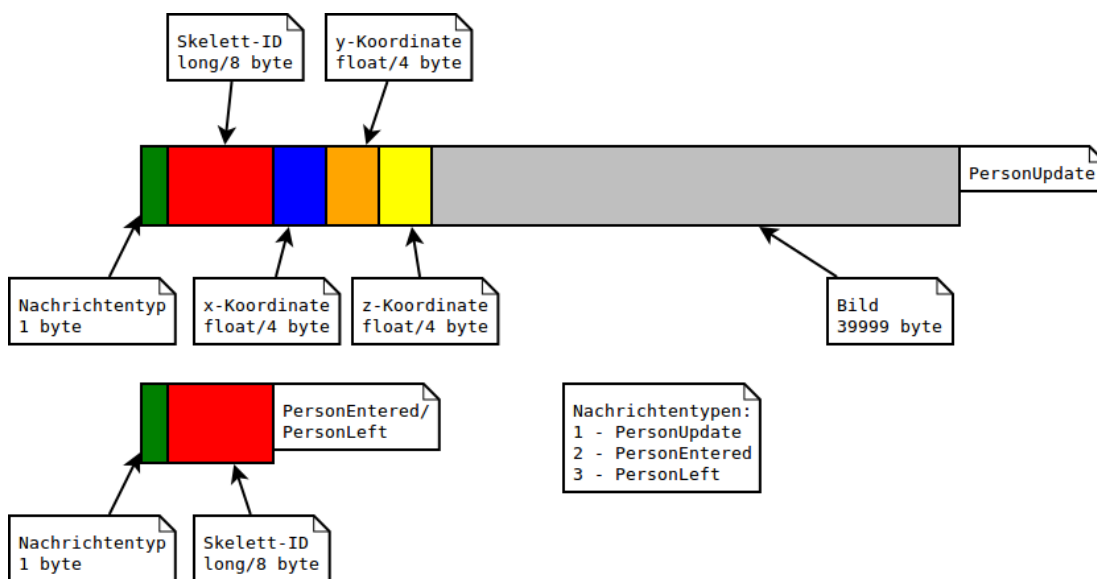 Skelett-ID
long/8 byte
y-Koordinate
float/4 byte
PersonUpdate
Nachrichtentyp
1 byte
x-Koordinate
float/4 byte
z-Koordinate
float/4 byte
Bild
39999 byte
PersonEntered/
PersonLeft
Nachrichtentypen:
1 - PersonUpdate
2 - PersonEntered
3 - PersonLeft
Nachrichtentyp
1 byte
Skelett-ID
long/8 byte